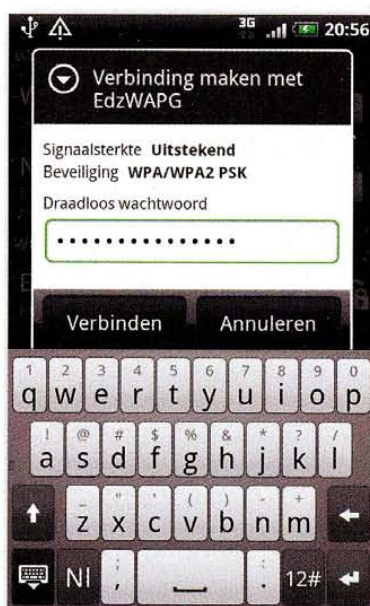 3G 20:56
Verbinding maken met
EdzWAPG
Signaalsterkte Uitstekend
Beveiliging WPA/WPA2 PSK
Draadloos wachtwoord
•••••••••••••••
Verbinden Annuleren
1 2 3 4 5 6 7 8 9 0
q w e r t y u i o p
! @ # $ % & * ? /
a s d f g h j k l
_ " ' ( ) - +
z x c v b n m
NI , . 12#